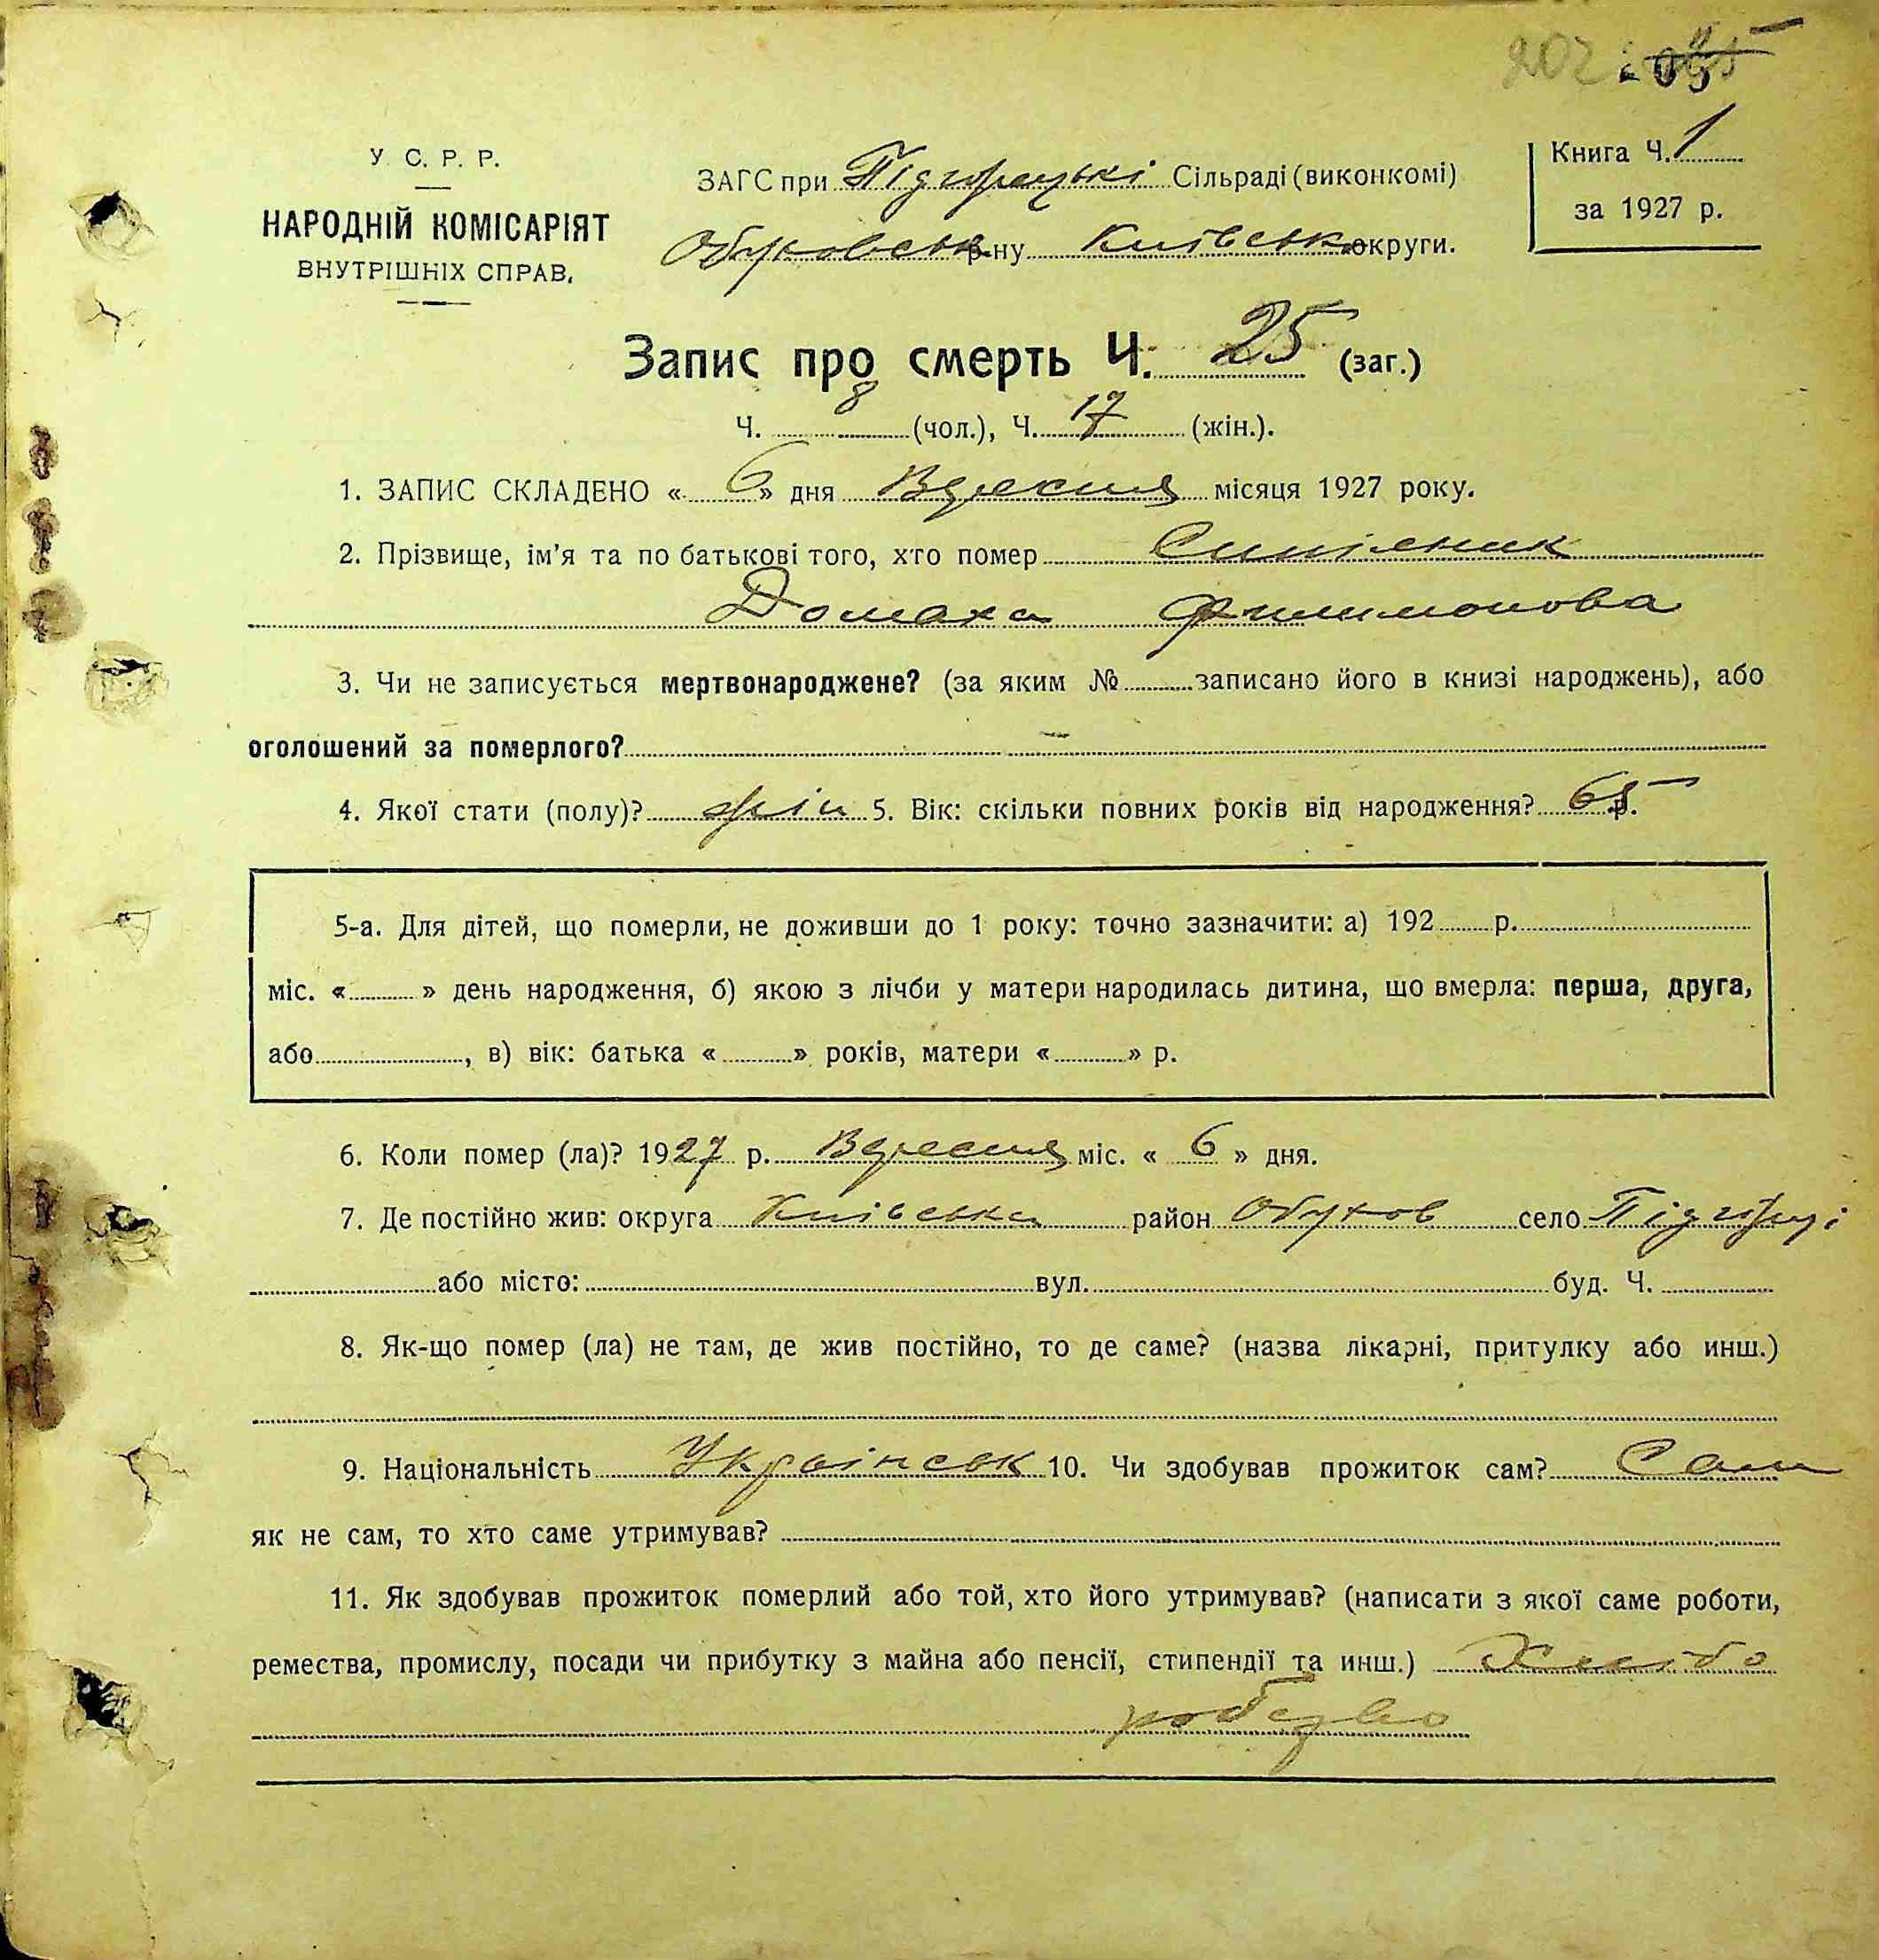 202
У. С. Р. Р.
НАРОДНІЙ КОМІСАРІЯТ
ВНУТРІШНІХ СПРАВ.
ЗАГС при Підгорецькі Сільраді (виконкомі)
Обуховськ р-ну Київсько округи.
Книга Ч. 1
за 1927 р.
Запис про смерть Ч. 25 (заг.)
Ч. 8 (чол.), Ч. 17 (жін.).
1. ЗАПИС СКЛАДЕНО « 6 » дня Вересня місяця 1927 року.
2. Прізвище, ім'я та по батькові того, хто помер
Домаха Филимонова
3. Чи не записується мертвонароджене? (за яким № записано його в книзі народжень), або
оголошений за померлого? —
4. Якої стати (полу)? 5. Вік: скільки повних років від народження? 65 р.
5-а. Для дітей, що померли, не доживши до 1 року: точно зазначити: а) 192 р.
міс. « » день народження, б) якою з лічби у матери народилась дитина, що вмерла: перша, друга,
або , в) вік: батька « » років, матери « » р.
6. Коли помер (ла)? 1927 р. Вересня міс. « 6 » дня.
7. Де постійно жив: округа Київська район Обухов село Підгірці
або місто: вул. буд. Ч.
8. Як-що помер (ла) не там, де жив постійно, то де саме? (назва лікарні, притулку або инш.)
9. Національність Українськ 10. Чи здобував прожиток сам? Сам
як не сам, то хто саме утримував?
11. Як здобував прожиток померлий або той, хто його утримував? (написати з якої саме роботи,
ремества, промислу, посади чи прибутку з майна або пенсії, стипендії та инш.) Хлібо
робство